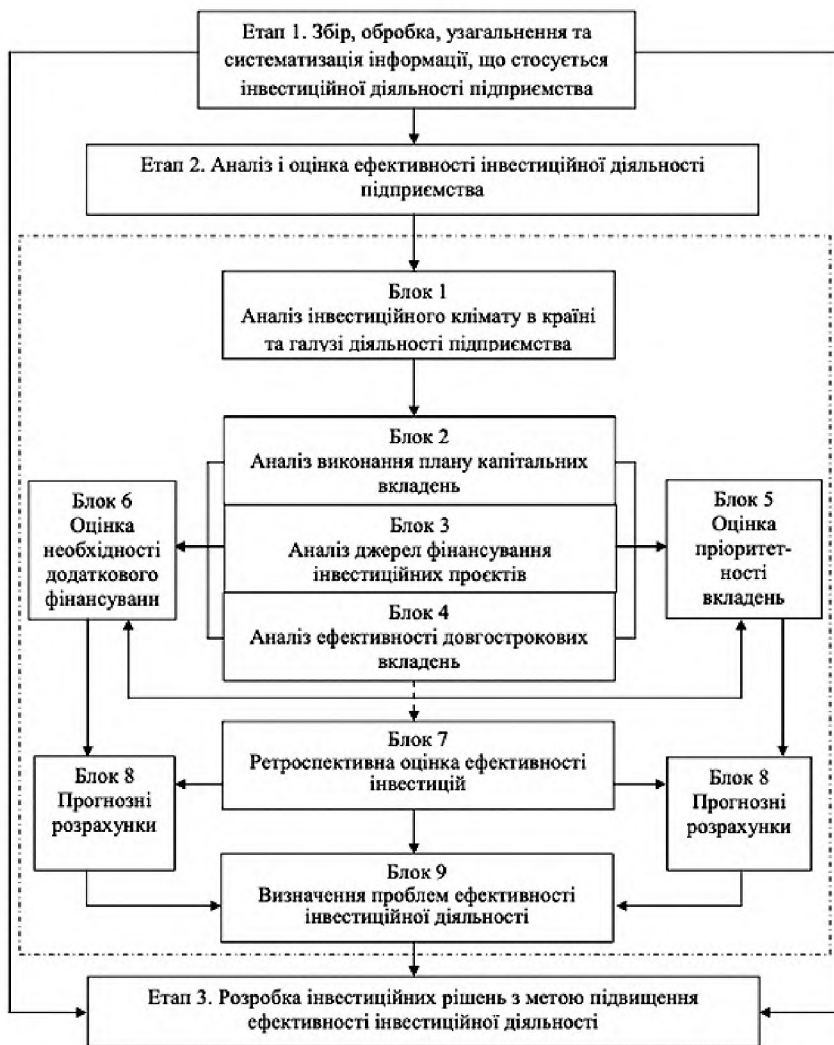 Етап 1. Збір, обробка, узагальнення та
систематизація інформації, що стосується
інвестиційної діяльності підприємства
Етап 2. Аналіз і оцінка ефективності інвестиційної діяльності
підприємства
Блок 1
Аналіз інвестиційного клімату в країні
та галузі діяльності підприємства
Блок 2
Аналіз виконання плану капітальних
вкладень
Блок 6
Оцінка
необхідності
додаткового
фінансуванн
Блок 3
Аналіз джерел фінансування
інвестиційних проєктів
Блок 5
Оцінка
пріоритет-
ності
вкладень
Блок 4
Аналіз ефективності довгострокових
вкладень
Блок 7
Ретроспективна оцінка ефективності
інвестицій
Блок 8
Прогнозні
розрахунки
Блок 8
Прогнозні
розрахунки
Блок 9
Визначення проблем ефективності
інвестиційної діяльності
Етап 3. Розробка інвестиційних рішень з метою підвищення
ефективності інвестиційної діяльності